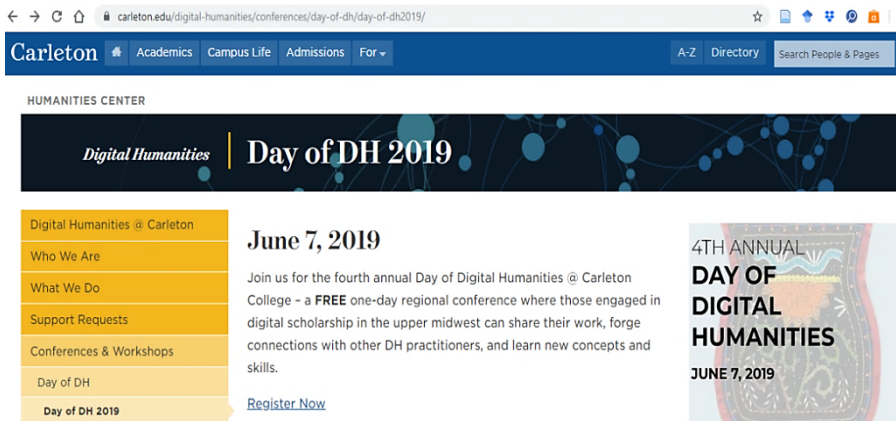 carleton.edu/digital-humanities/conferences/day-of-dh/day-of-dh2019/
Carleton Academics Campus Life Admissions For A-Z Directory Search People & Pages
HUMANITIES CENTER
Digital Humanities Day of DH 2019
Digital Humanities @ Carleton
Who We Are
What We Do
Support Requests
Conferences & Workshops
Day of DH
Day of DH 2019
June 7, 2019
Join us for the fourth annual Day of Digital Humanities @ Carleton
College – a FREE one-day regional conference where those engaged in
digital scholarship in the upper midwest can share their work, forge
connections with other DH practitioners, and learn new concepts and
skills.
Register Now
4TH ANNUAL
DAY OF
DIGITAL
HUMANITIES
JUNE 7, 2019